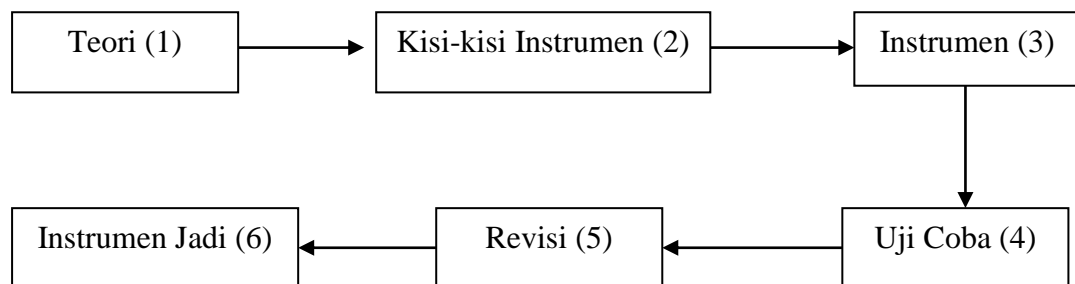 Teori (1)
Kisi-kisi Instrumen (2)
Instrumen (3)
Uji Coba (4)
Revisi (5)
Instrumen Jadi (6)